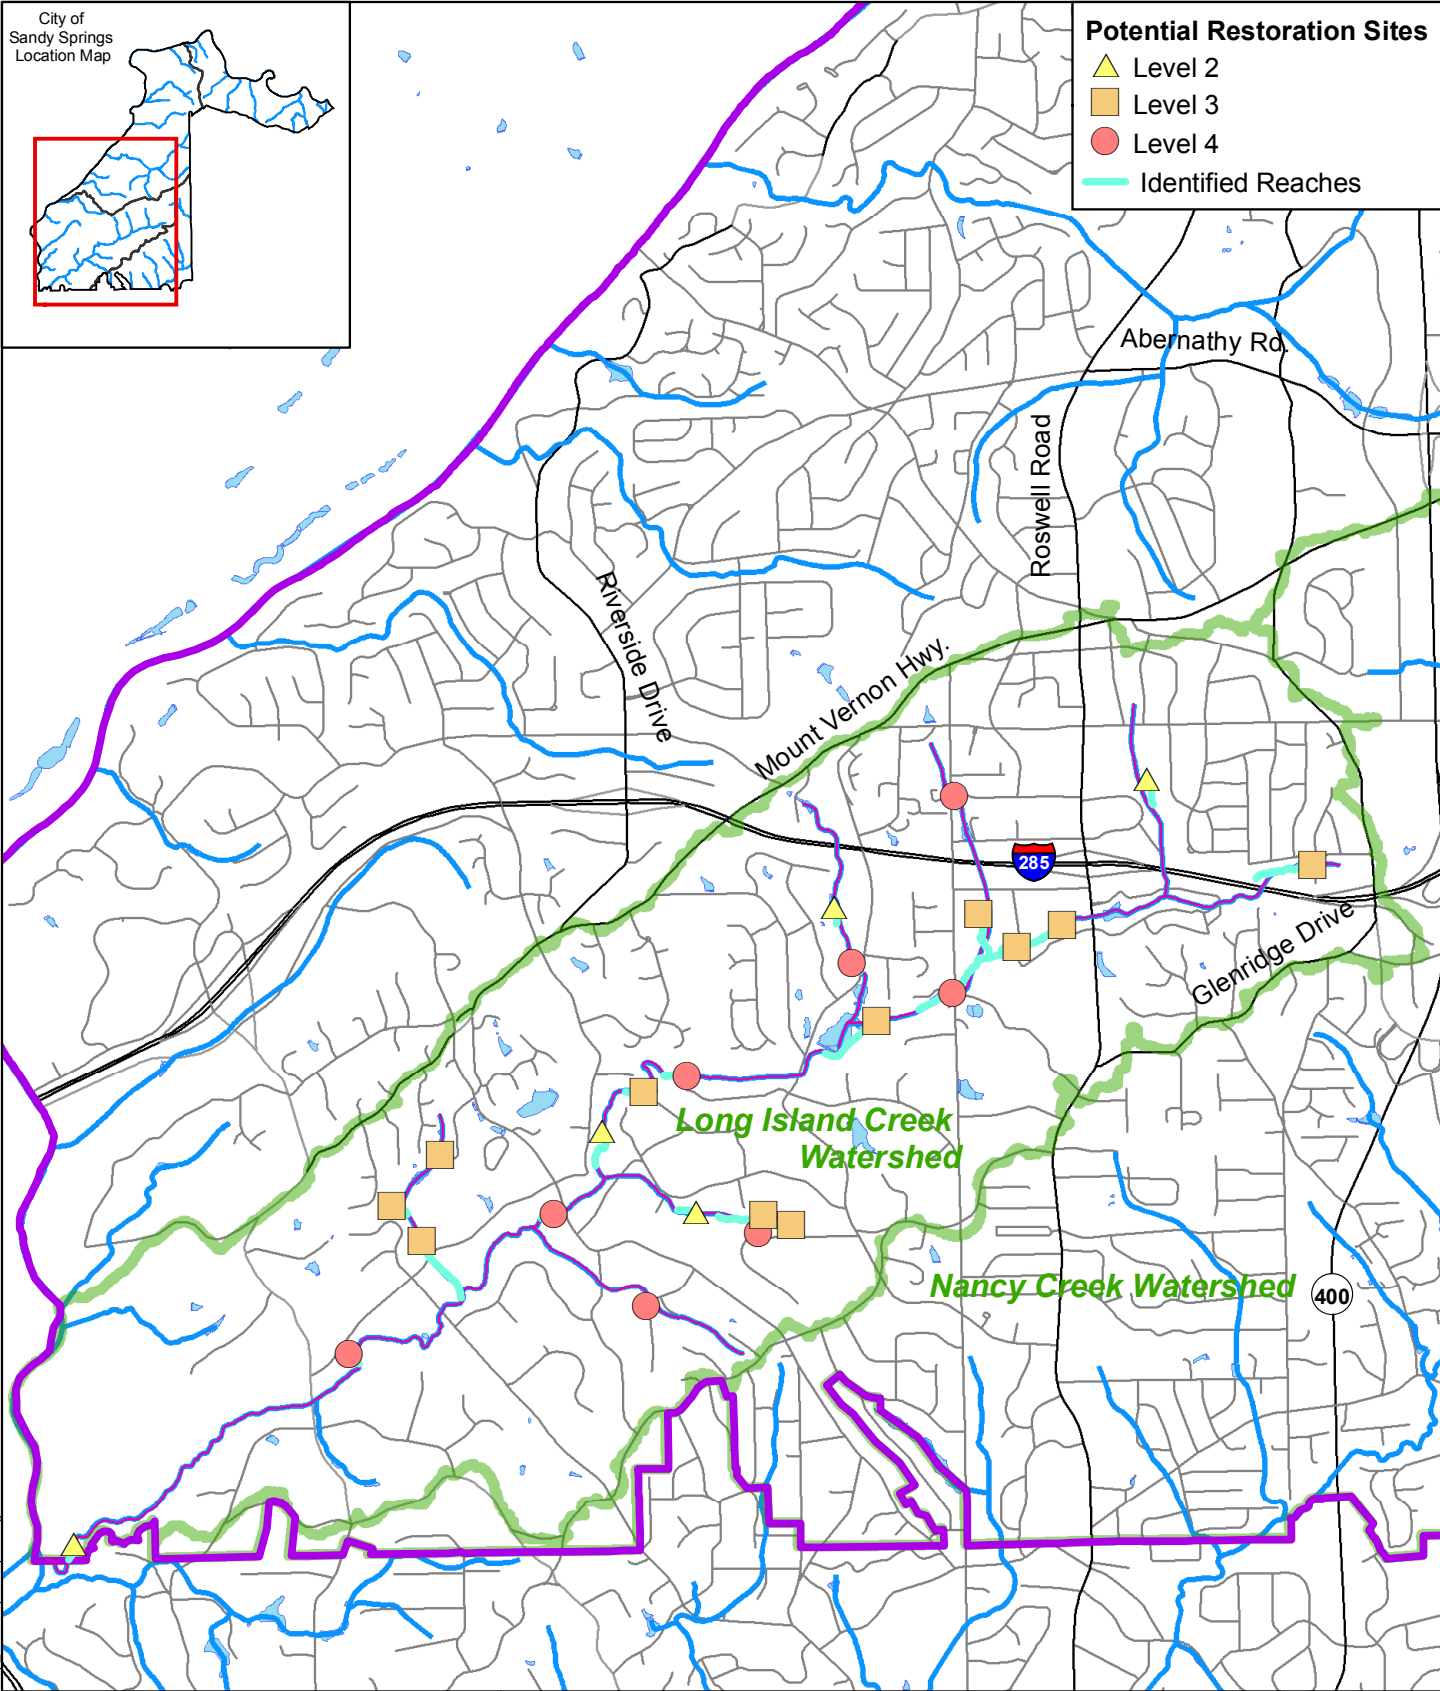 City of
Sandy Springs
Location Map
Potential Restoration Sites
Level 2
Level 3
Level 4
Identified Reaches
Abernathy Rd.
Roswell Road
Riverside Drive
Mount Vernon Hwy.
285
Glenridge Drive
Long Island Creek
Watershed
Nancy Creek Watershed
400